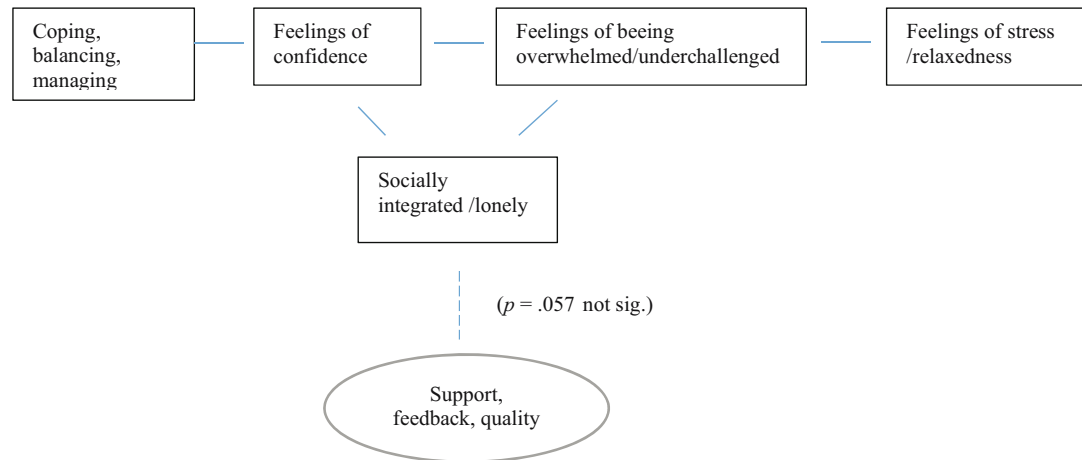 Coping,
balancing,
managing
Feelings of
confidence
Feelings of beeing
overwhelmed/underchallenged
Feelings of stress
/relaxedness
Socially
integrated /lonely
(p = .057 not sig.)
Support,
feedback, quality